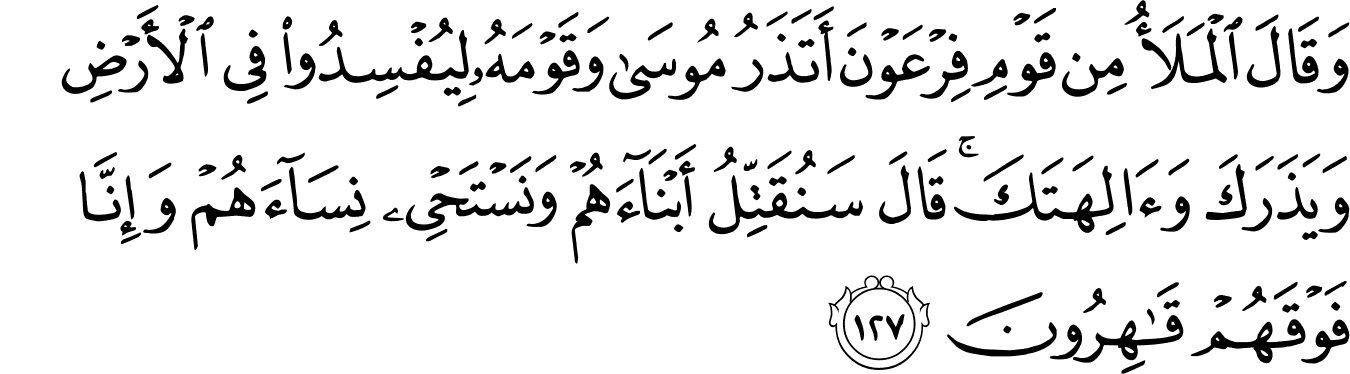 وَقَالَ ٱلْمَلَأُ مِن قَوْمِ فِرْعَوْنَ أَتَذَرُ مُوسَىٰ وَقَوْمَهُۥ لِيُفْسِدُوا۟ فِى ٱلْأَرْضِ
وَيَذَرَكَ وَءَالِهَتَكَ ۚ قَالَ سَنُقَتِّلُ أَبْنَآءَهُمْ وَنَسْتَحْىِۦ نِسَآءَهُمْ وَإِنَّا
فَوْقَهُمْ قَـٰهِرُونَ ١٢٧